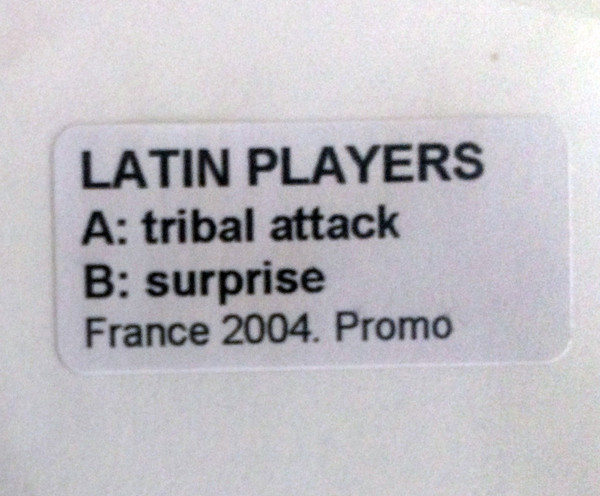 LATIN PLAYERS
A: tribal attack
B: surprise
France 2004. Promo